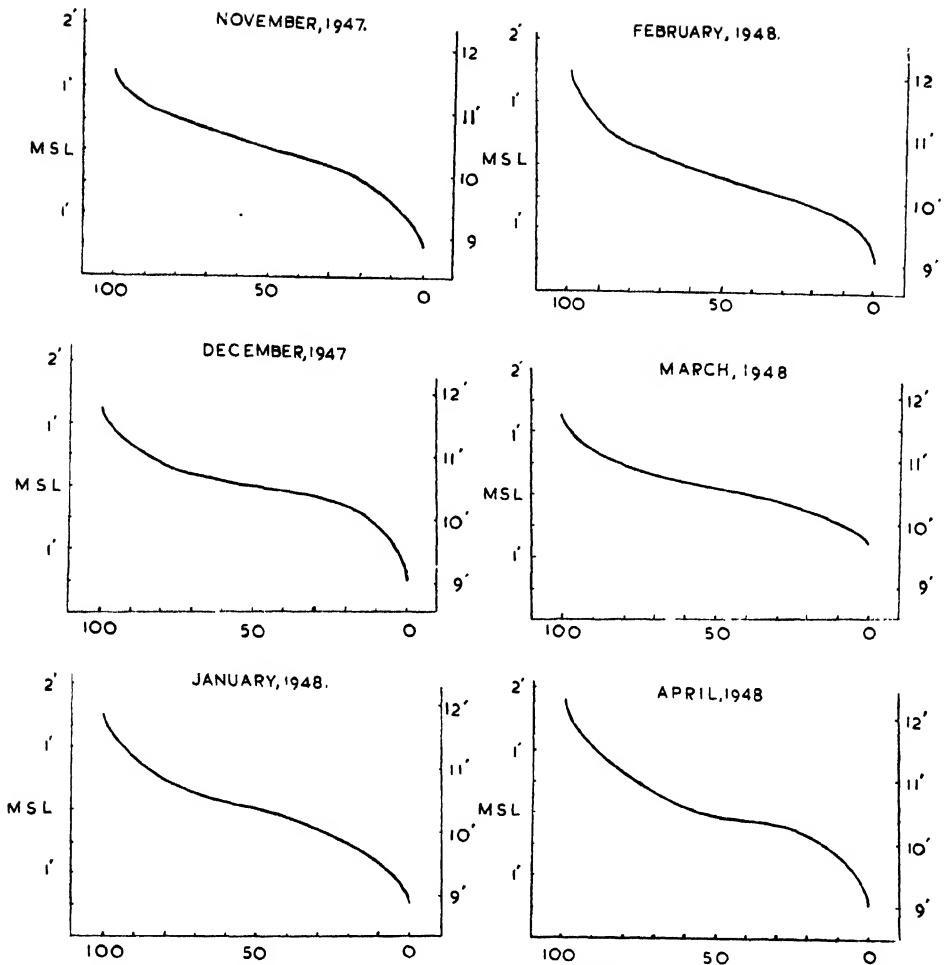 NOVEMBER, 1947.
2'
1'
MSL
1'
12
11'
10
9
100 50 0
FEBRUARY, 1948.
2'
1'
MSL
1'
12
11'
10'
9'
100 50 0
DECEMBER, 1947
2'
1'
MSL
1'
12'
11'
10'
9'
100 50 0
MARCH, 1948
2'
1'
MSL
1'
12'
11'
10'
9'
100 50 0
JANUARY, 1948.
2'
1'
MSL
1'
12'
11'
10'
9'
100 50 0
APRIL, 1948
2'
1'
MSL
1'
12'
11'
10'
9'
100 50 0